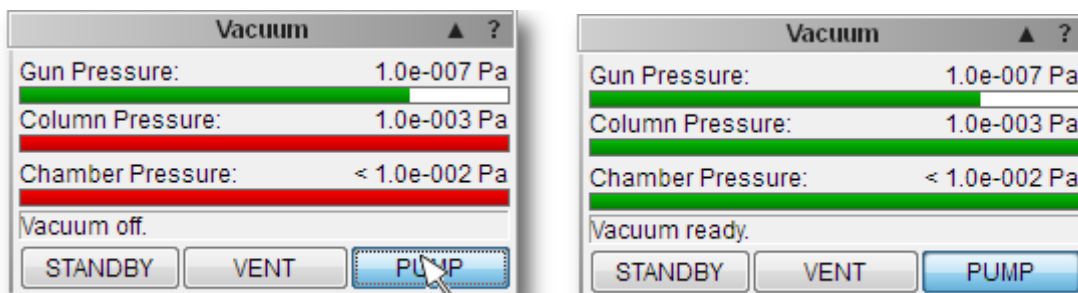 Vacuum ▲ ?
Gun Pressure: 1.0e-007 Pa
Column Pressure: 1.0e-003 Pa
Chamber Pressure: < 1.0e-002 Pa
Vacuum off.
STANDBY VENT PUMP
Vacuum ▲ ?
Gun Pressure: 1.0e-007 Pa
Column Pressure: 1.0e-003 Pa
Chamber Pressure: < 1.0e-002 Pa
Vacuum ready.
STANDBY VENT PUMP